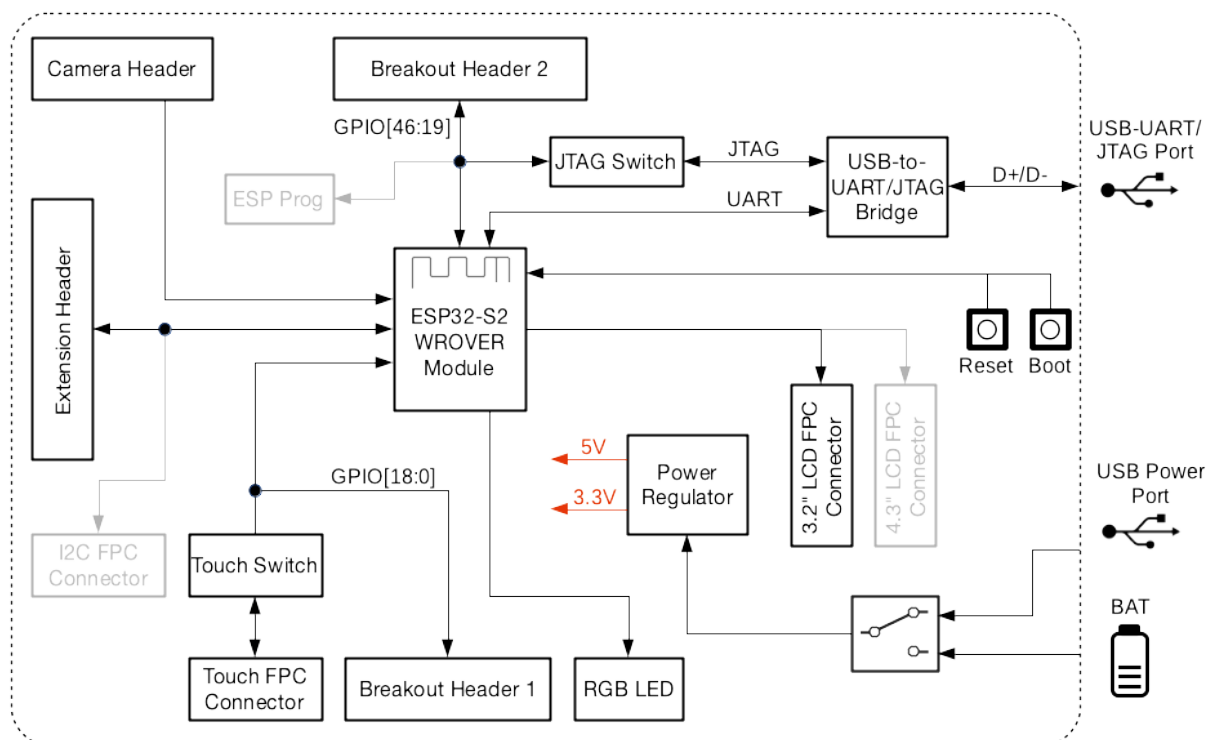 Camera Header
Breakout Header 2
GPIO[46:19]
USB-UART/
JTAG Port
JTAG Switch
JTAG
USB-to-
UART/JTAG
Bridge
D+/D-
ESP Prog
UART
Extension Header
ESP32-S2
WROVER
Module
Reset
Boot
3.2" LCD FPC
Connector
4.3" LCD FPC
Connector
5V
3.3V
Power
Regulator
GPIO[18:0]
USB Power
Port
I2C FPC
Connector
Touch Switch
BAT
Touch FPC
Connector
Breakout Header 1
RGB LED